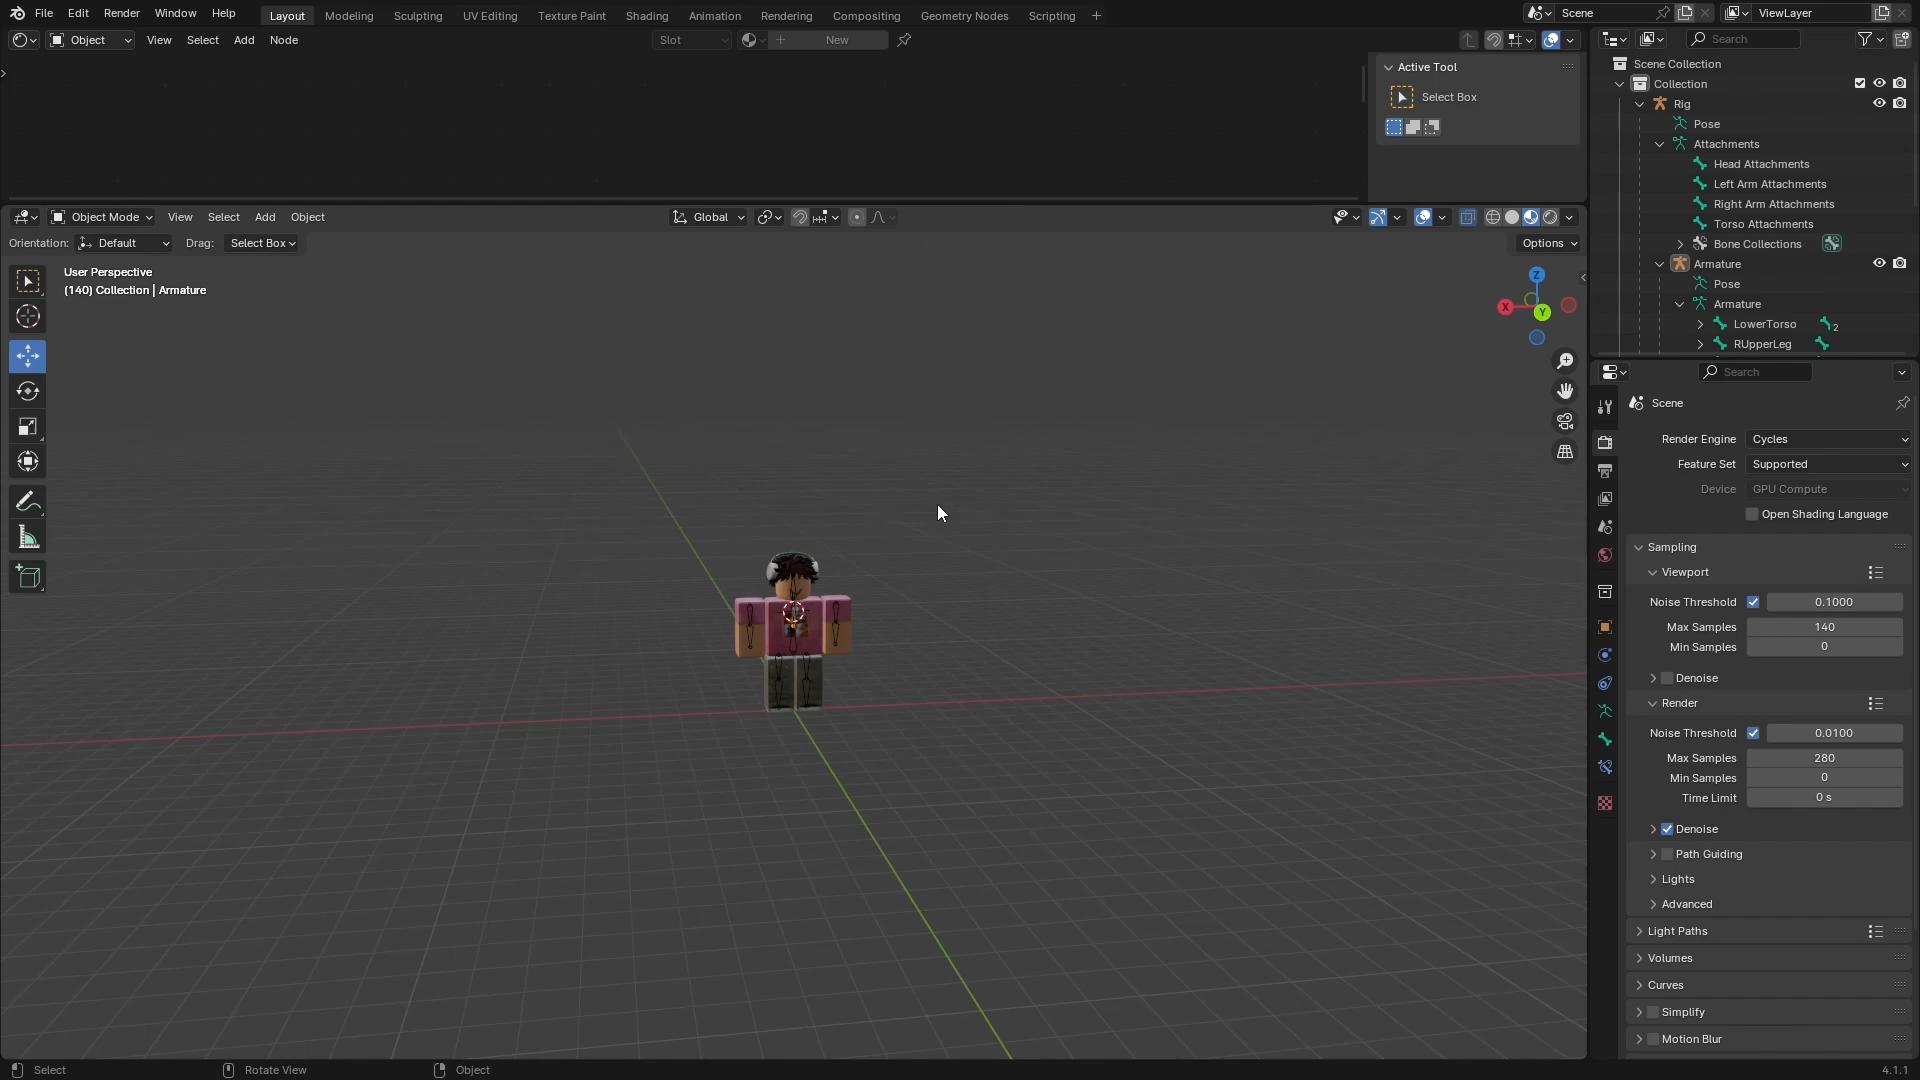 File Edit Render Window Help Layout Modeling Sculpting UV Editing Texture Paint Shading Animation Rendering Compositing Geometry Nodes Scripting Scene ViewLayer
Object View Select Add Node Slot New Search
Active Tool
Select Box
Scene Collection
Collection
Rig
Pose
Attachments
Head Attachments
Left Arm Attachments
Right Arm Attachments
Torso Attachments
Bone Collections
Armature
Pose
Armature
LowerTorso 2
RUpperLeg
Object Mode View Select Add Object Global
Orientation: Default Drag: Select Box Options
User Perspective
(140) Collection | Armature
Z
X
Y
Search
Scene
Render Engine Cycles
Feature Set Supported
Device GPU Compute
Open Shading Language
Sampling
Viewport
Noise Threshold 0.1000
Max Samples 140
Min Samples 0
Denoise
Render
Noise Threshold 0.0100
Max Samples 280
Min Samples 0
Time Limit 0 s
Denoise
Path Guiding
Lights
Advanced
Light Paths
Volumes
Curves
Simplify
Motion Blur
Select Rotate View Object 4.1.1